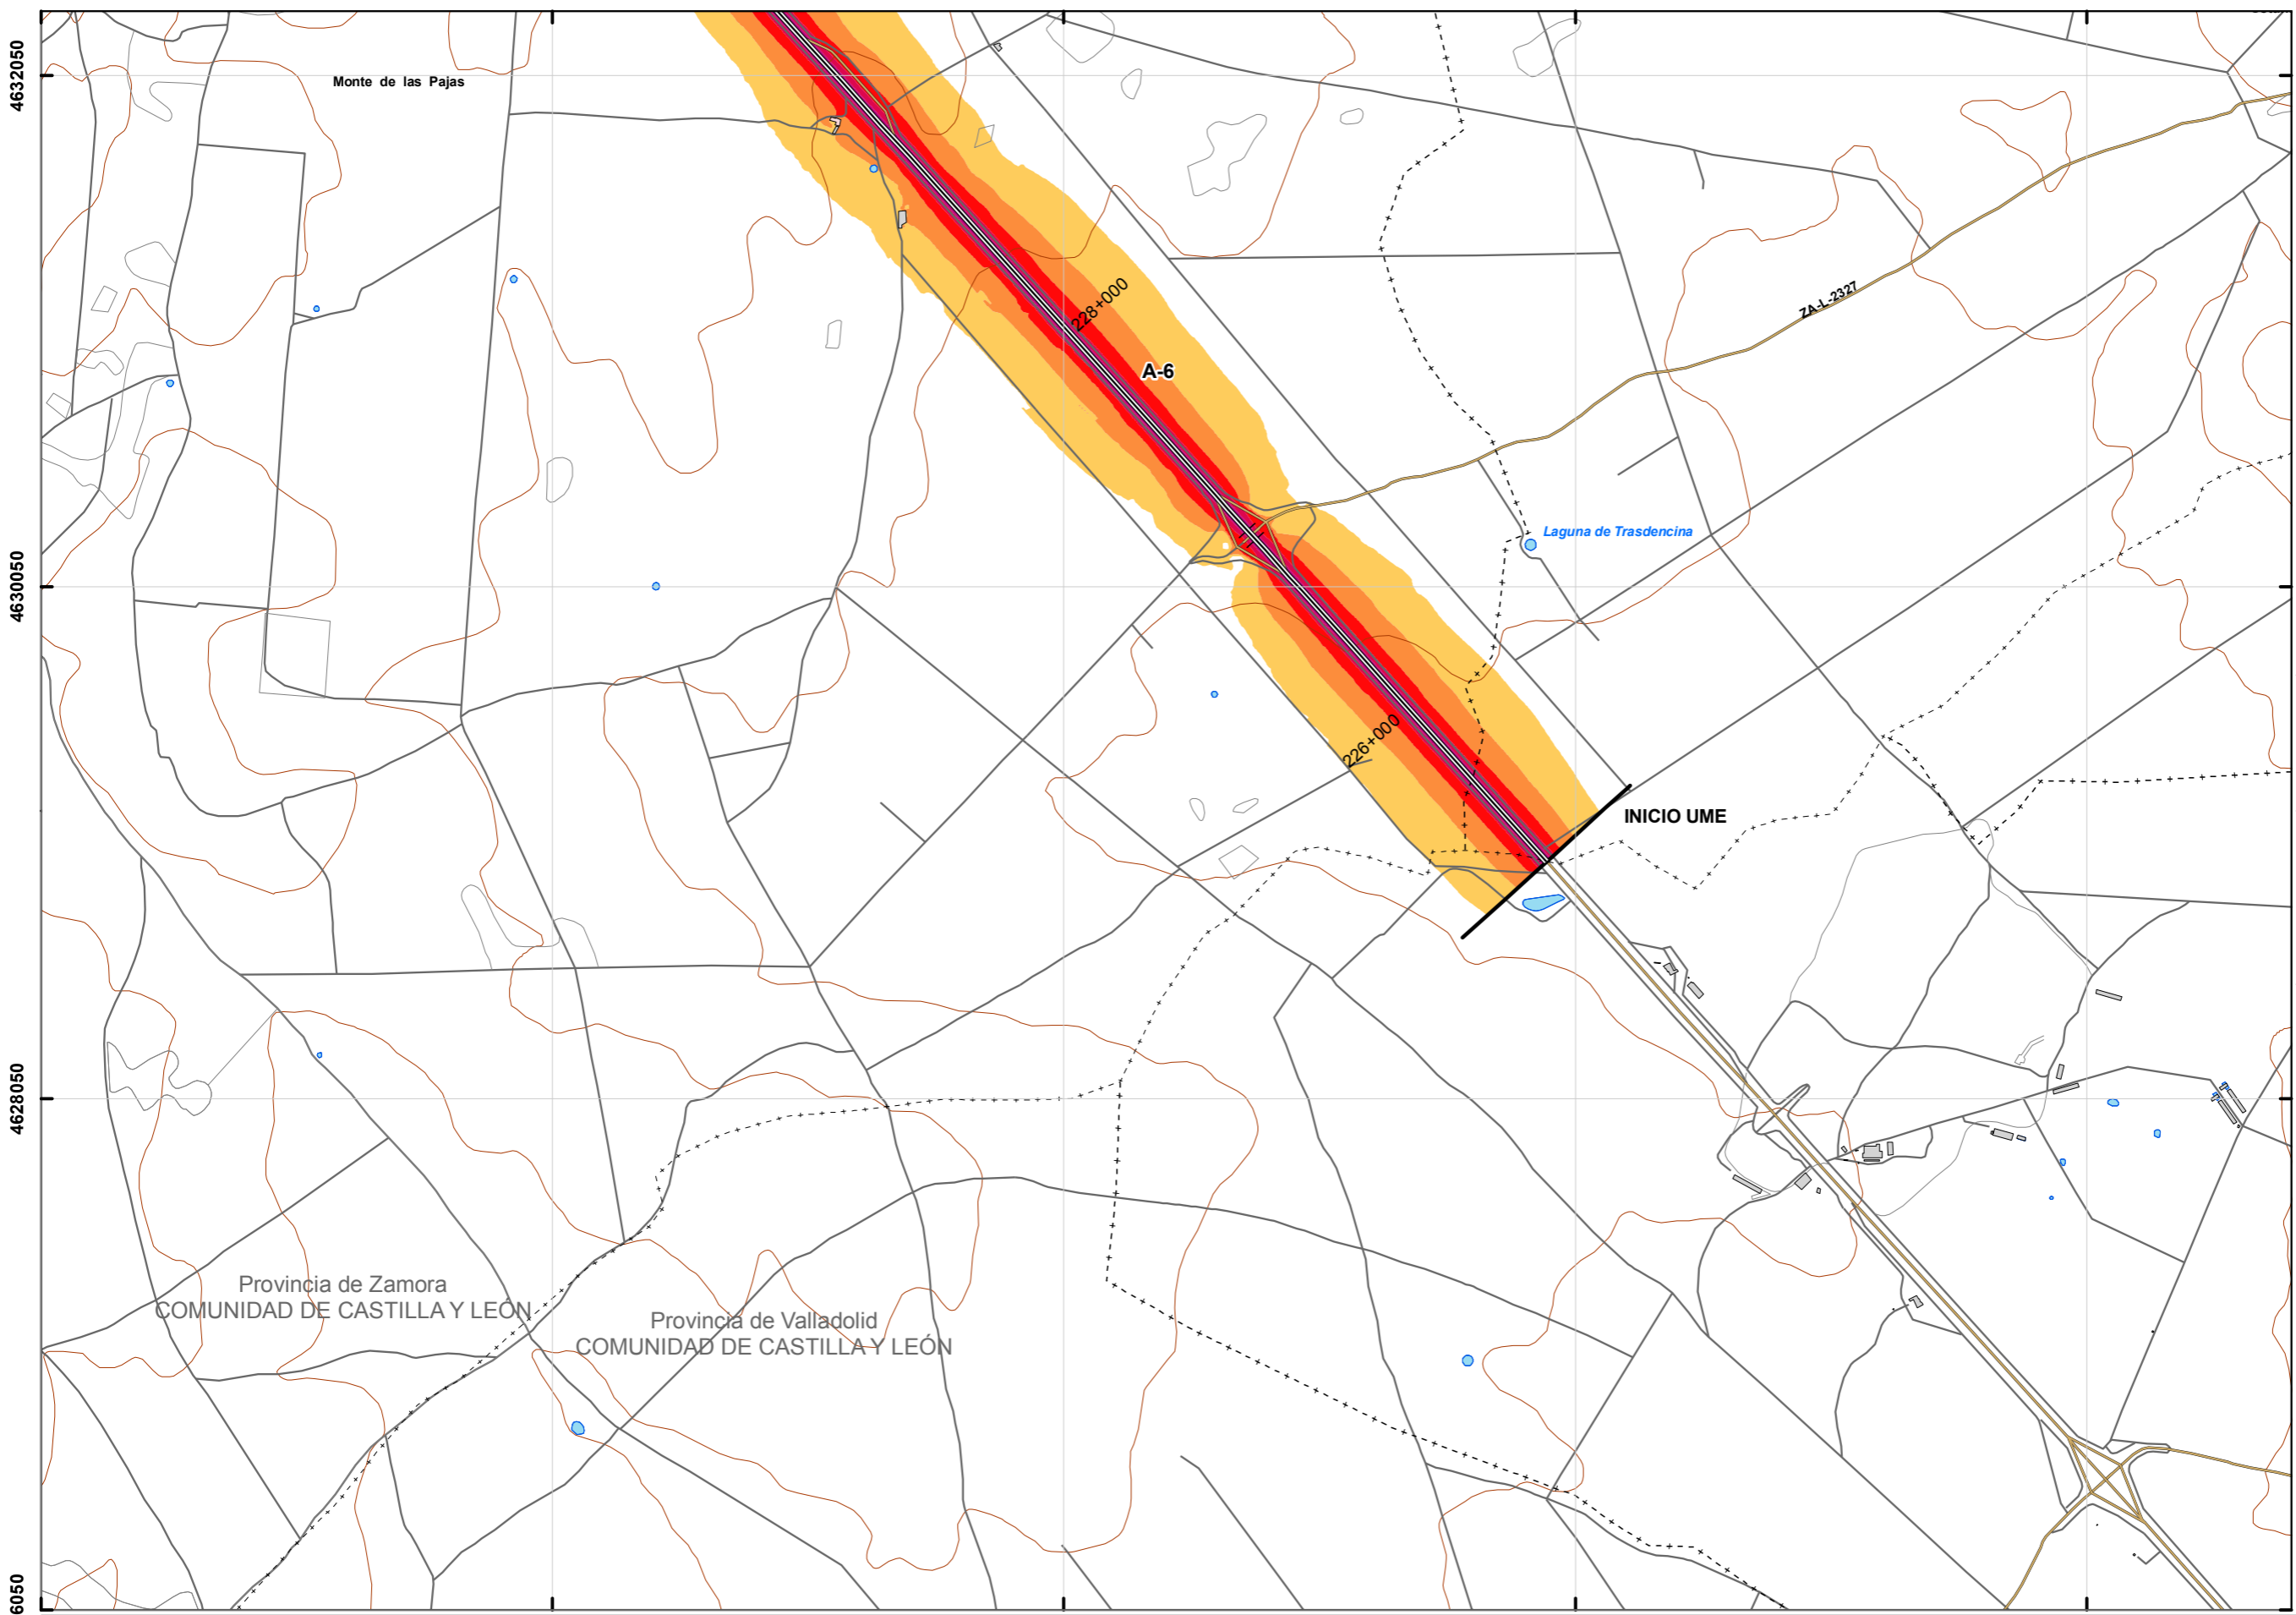 4632050
Monte de las Pajas
228+000
A-6
ZA-L-2327
Laguna de Trasdencina
4630050
226+000
INICIO UME
4628050
Provincia de Zamora
COMUNIDAD DE CASTILLA Y LEÓN
Provincia de Valladolid
COMUNIDAD DE CASTILLA Y LEÓN
6050